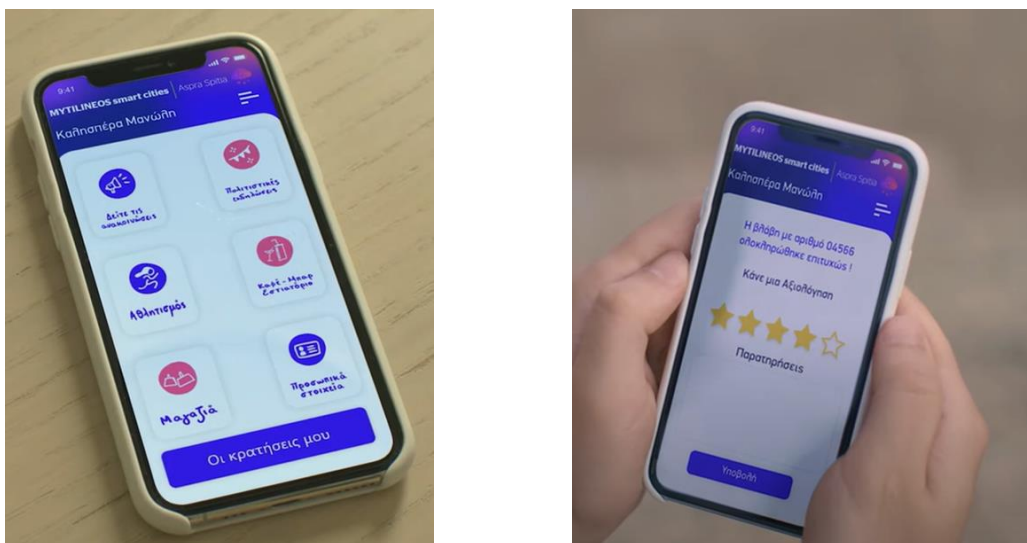 9:41
MYTILINEOS smart cities | Aspra Spitia
Καλησπέρα Μανώλη
Δείτε τις
ανακοινώσεις
Πολιτιστικές
εκδηλώσεις
Αθλητισμός
Καφέ-Μπαρ
Εστιατόρια
Μαγαζιά
Προσωπικά
στοιχεία
Οι κρατήσεις μου
9:41
MYTILINEOS smart cities | Aspra Spitia
Καλησπέρα Μανώλη
Η βλάβη με αριθμό 04566
ολοκληρώθηκε επιτυχώς !
Κάνε μια Αξιολόγηση
Παρατηρήσεις
Υποβολή